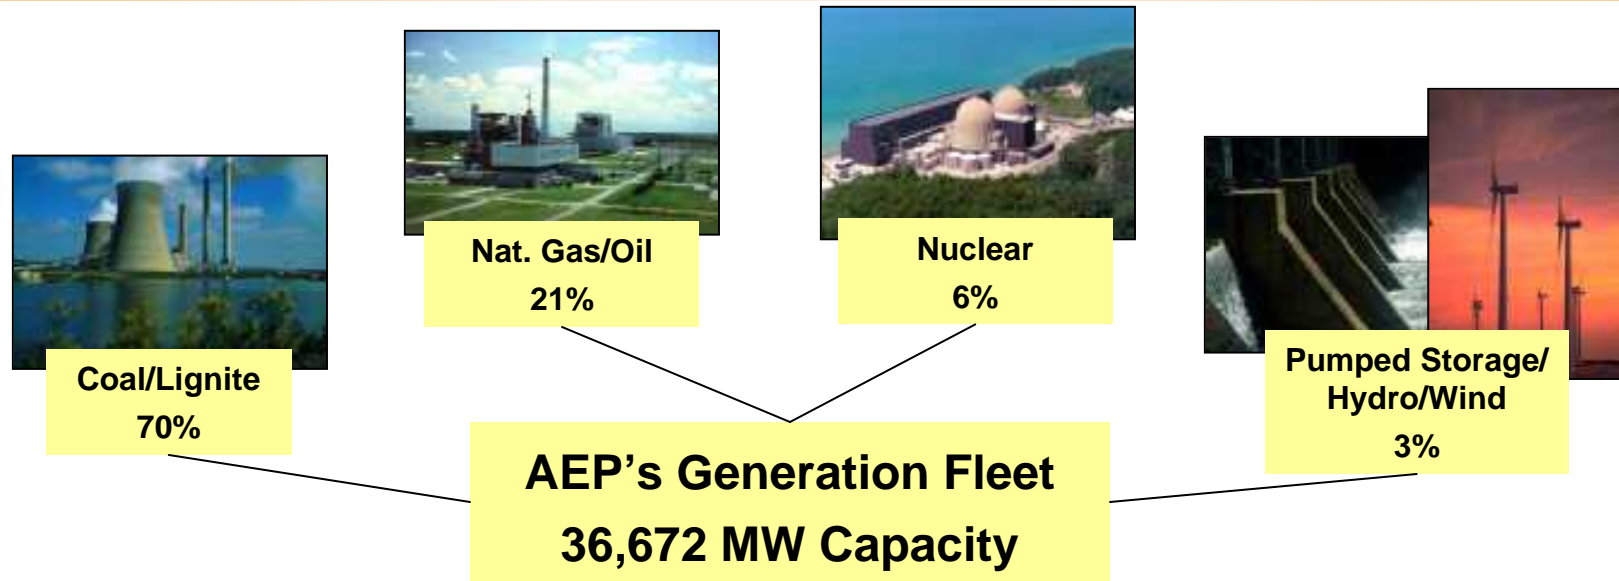 Nat. Gas/Oil
21%
Nuclear
6%
Coal/Lignite
70%
Pumped Storage/
Hydro/Wind
3%
AEP's Generation Fleet
36,672 MW Capacity